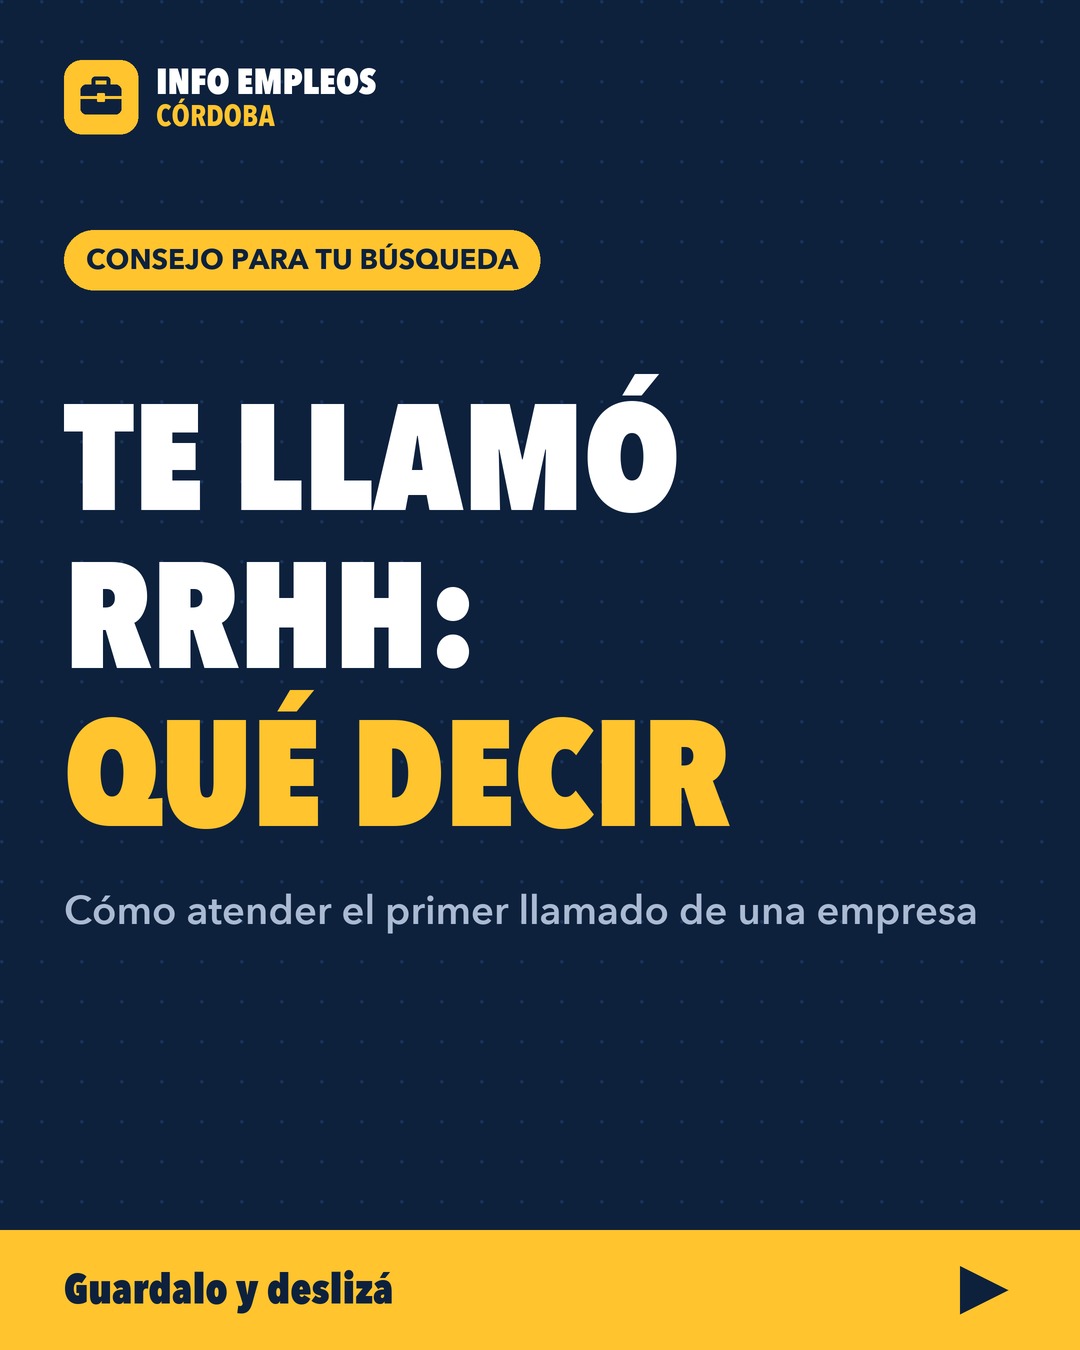 INFO EMPLEOS
CÓRDOBA
CONSEJO PARA TU BÚSQUEDA
TE LLAMÓ
RRHH:
QUÉ DECIR
Cómo atender el primer llamado de una empresa
Guardalo y deslizá